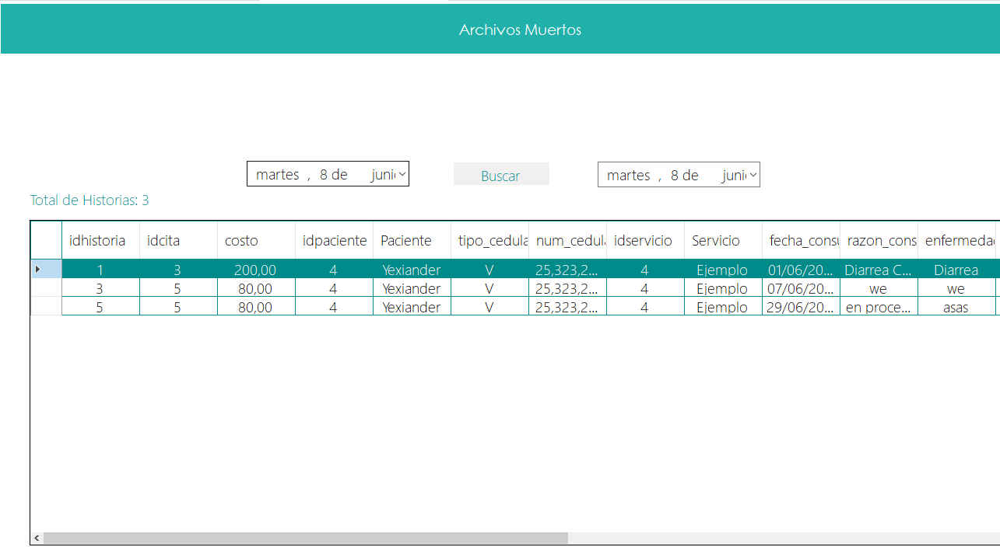 Archivos Muertos
martes , 8 de juni Buscar martes , 8 de juni
Total de Historias: 3
idhistoria idcita costo idpaciente Paciente tipo_cedula num_cedul idservicio Servicio fecha_consu razon_cons enfermeda
1 3 200,00 4 Yexiander V 25,323,2... 4 Ejemplo 01/06/20... Diarrea C... Diarrea
3 5 80,00 4 Yexiander V 25,323,2... 4 Ejemplo 07/06/20... we we
5 5 80,00 4 Yexiander V 25,323,2... 4 Ejemplo 29/06/20... en proce... asas